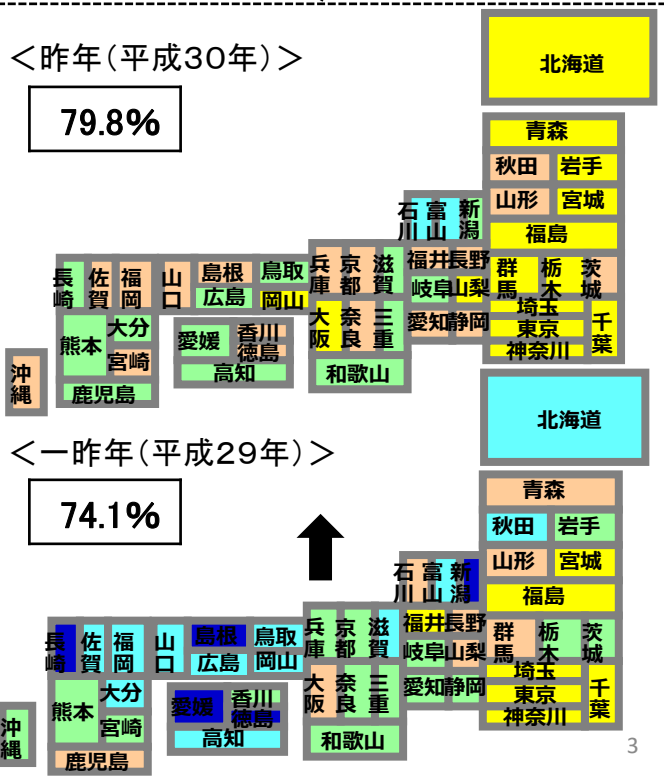 ＜昨年(平成30年)＞
79.8%
北海道
青森
秋田 岩手
山形 宮城
福島
石川 富山 新潟
福井 長野 群馬 栃木 茨城
岐阜 山梨
愛知 静岡
埼玉
東京
神奈川
千葉
兵庫 京都 滋賀
大阪 奈良 三重
和歌山
長崎 佐賀 福岡 山口 島根 鳥取
広島 岡山
熊本 大分
宮崎
鹿児島
沖縄
愛媛 香川
徳島
高知
＜一昨年(平成29年)＞
74.1%
北海道
青森
秋田 岩手
山形 宮城
福島
石川 富山 新潟
福井 長野 群馬 栃木 茨城
岐阜 山梨
愛知 静岡
埼玉
東京
神奈川
千葉
兵庫 京都 滋賀
大阪 奈良 三重
和歌山
長崎 佐賀 福岡 山口 島根 鳥取
広島 岡山
熊本 大分
宮崎
鹿児島
沖縄
愛媛 香川
徳島
高知
3